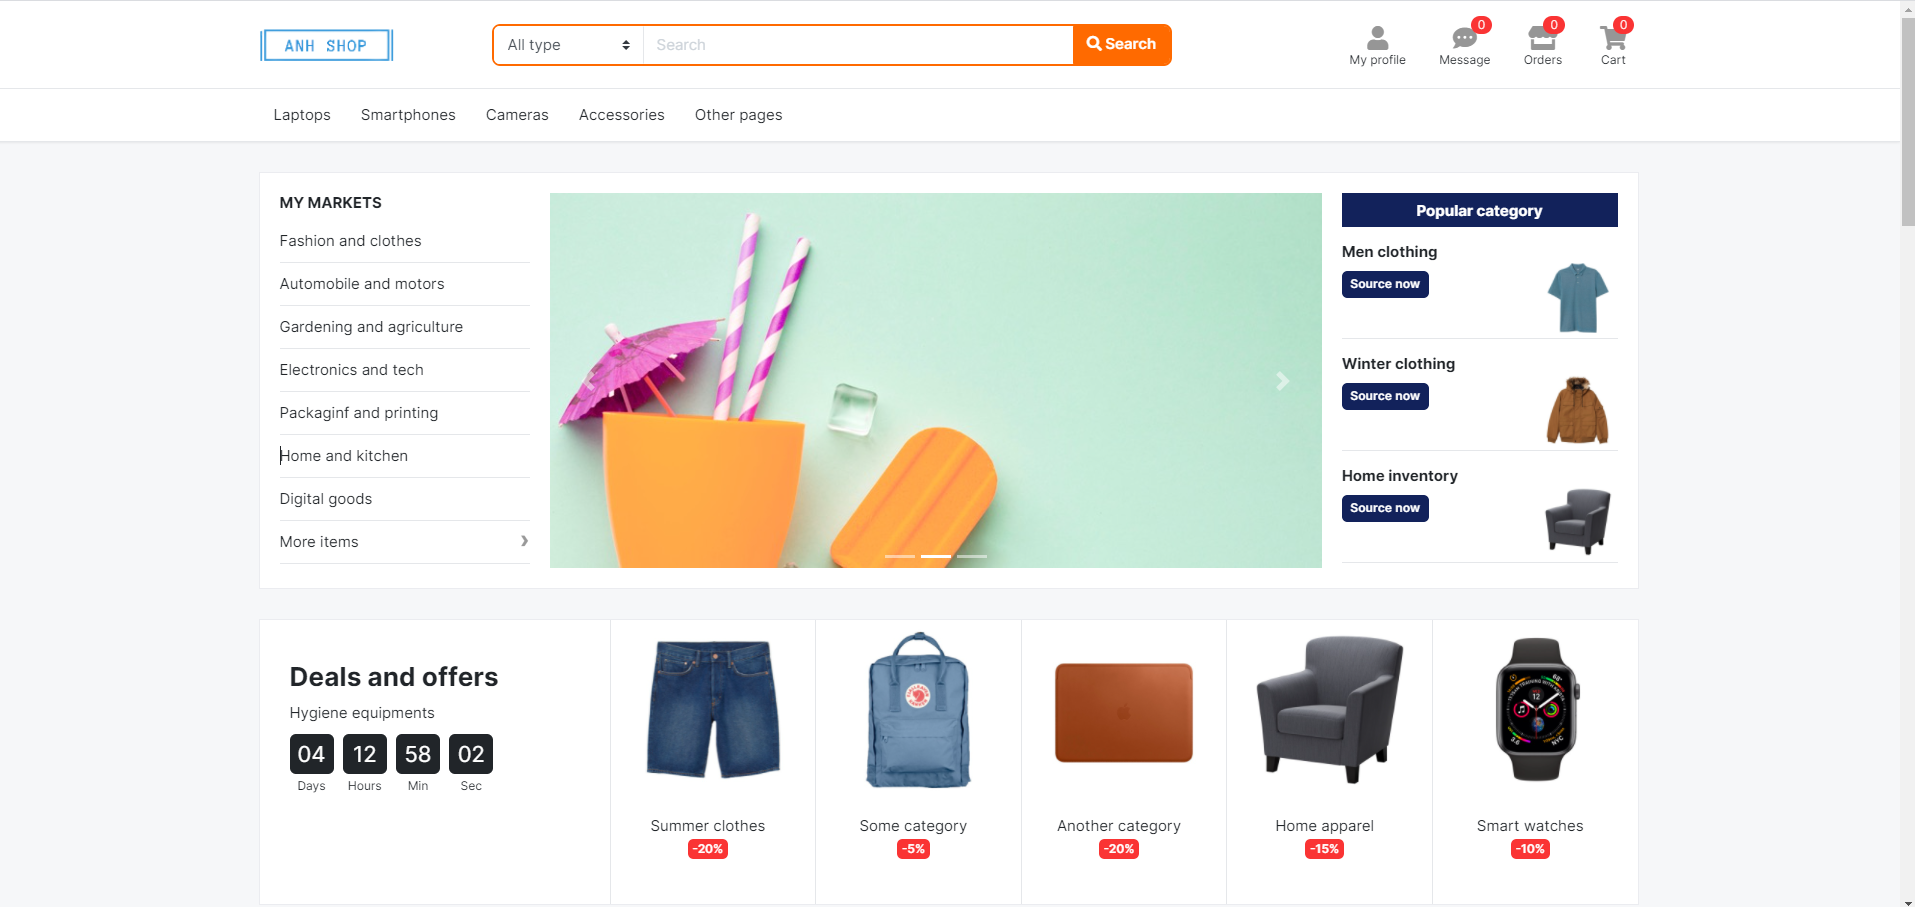 ANH SHOP
All type
Search
Search
My profile
0
Message
0
Orders
0
Cart
Laptops
Smartphones
Cameras
Accessories
Other pages
MY MARKETS
Fashion and clothes
Automobile and motors
Gardening and agriculture
Electronics and tech
Packaginf and printing
Home and kitchen
Digital goods
More items
Popular category
Men clothing
Source now
Winter clothing
Source now
Home inventory
Source now
Deals and offers
Hygiene equipments
04 12 58 02
Days Hours Min Sec
Summer clothes
-20%
Some category
-5%
Another category
-20%
Home apparel
-15%
Smart watches
-10%